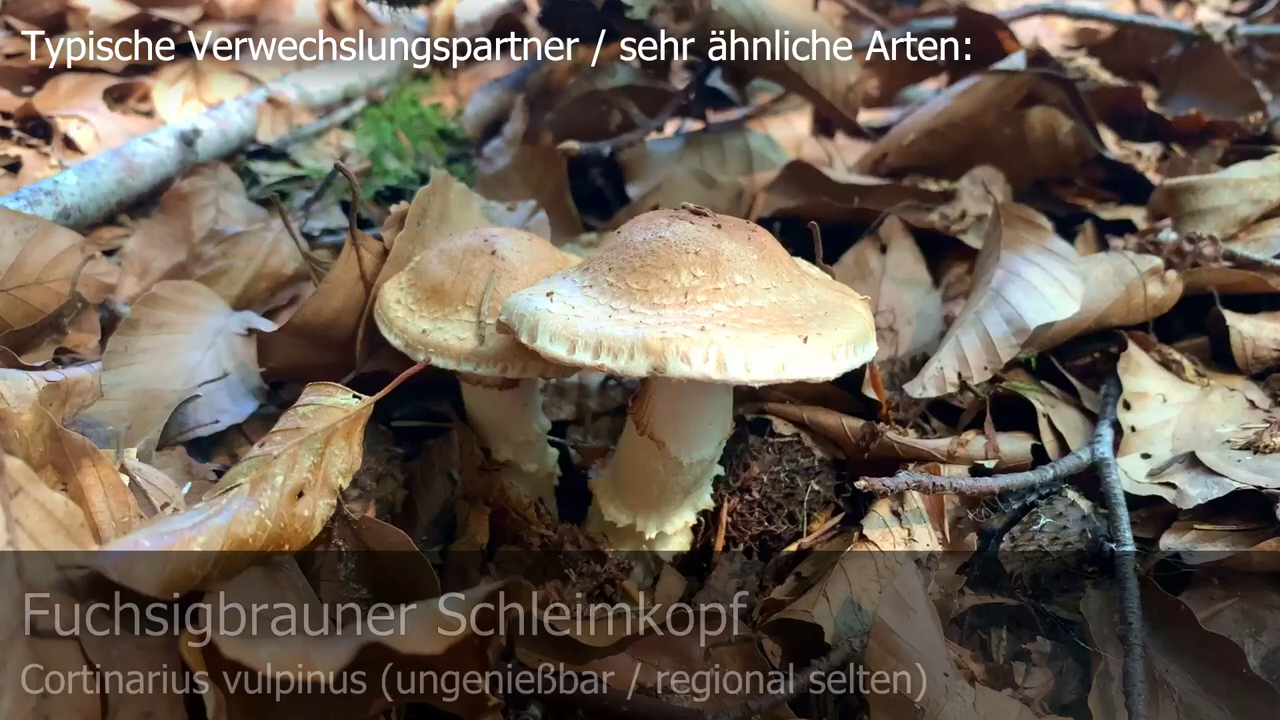 Typische Verwechslungspartner / sehr ähnliche Arten:
Fuchsigbrauner Schleimkopf
Cortinarius vulpinus (ungenießbar / regional selten)